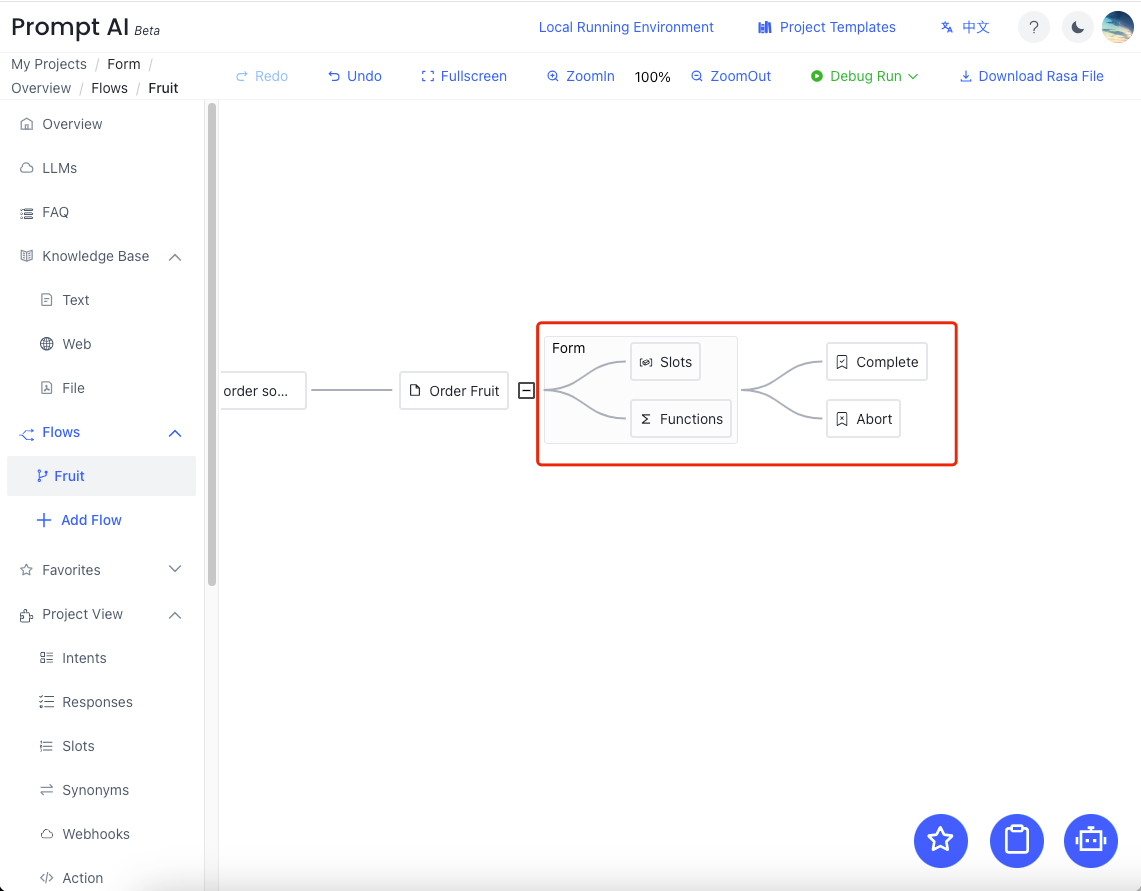 Prompt AI Beta
Local Running Environment
Project Templates
中文
?
My Projects / Form /
Overview / Flows / Fruit
Redo
Undo
Fullscreen
ZoomIn
100%
ZoomOut
Debug Run
Download Rasa File
Overview
LLMs
FAQ
Knowledge Base
Text
Web
File
Flows
Fruit
Add Flow
Favorites
Project View
Intents
Responses
Slots
Synonyms
Webhooks
Action
order so...
Order Fruit
Form
Slots
Functions
Complete
Abort